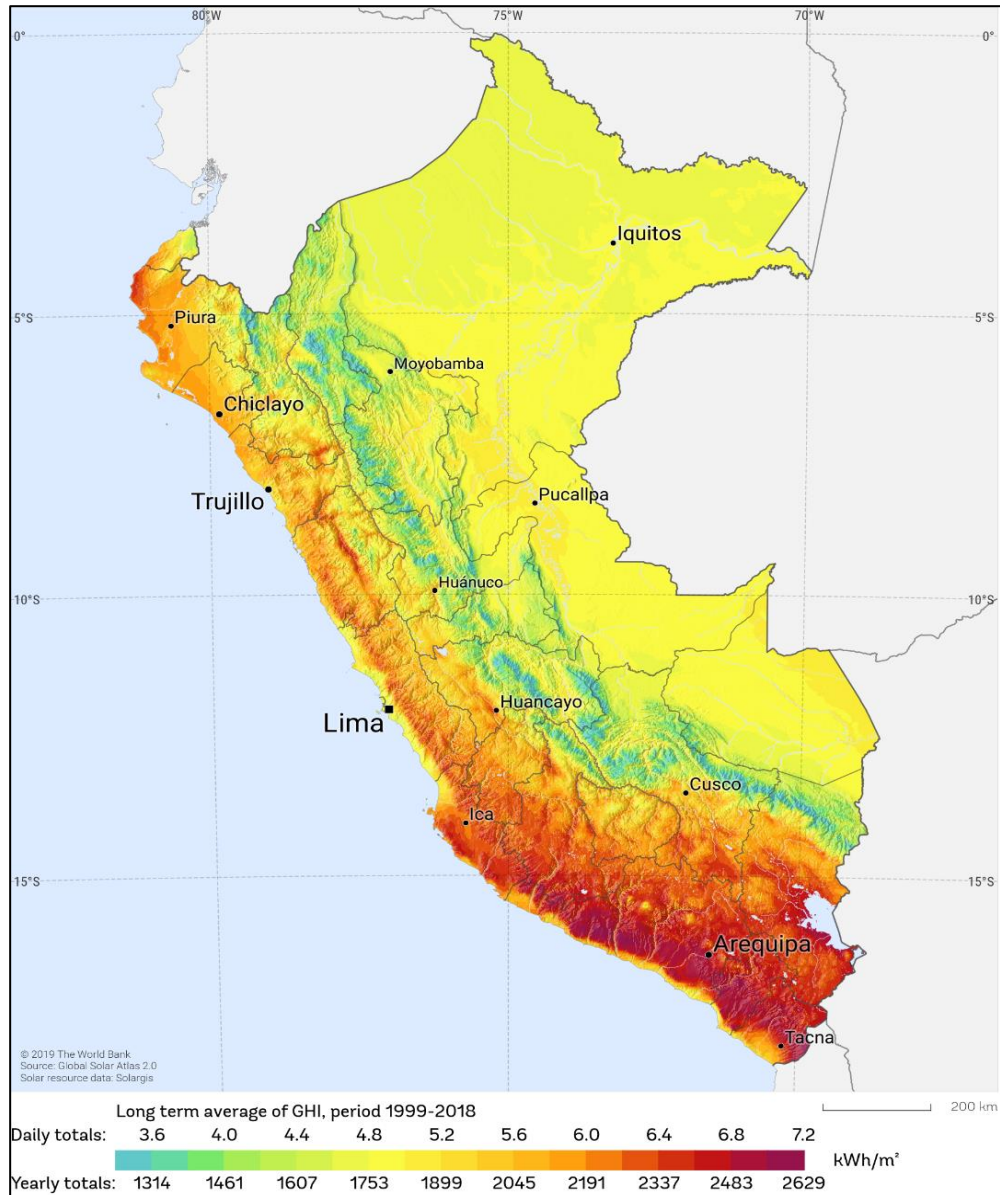 80°W 75°W 70°W
0° 0°
Iquitos
5°S 5°S
Piura
Moyobamba
Chiclayo
Trujillo
Pucallpa
Huánuco
10°S 10°S
Lima
Huancayo
Cusco
Ica
15°S 15°S
Arequipa
Tacna
© 2019 The World Bank
Source: Global Solar Atlas 2.0
Solar resource data: Solargis
Long term average of GHI, period 1999-2018
200 km
Daily totals: 3.6 4.0 4.4 4.8 5.2 5.6 6.0 6.4 6.8 7.2
kWh/m²
Yearly totals: 1314 1461 1607 1753 1899 2045 2191 2337 2483 2629